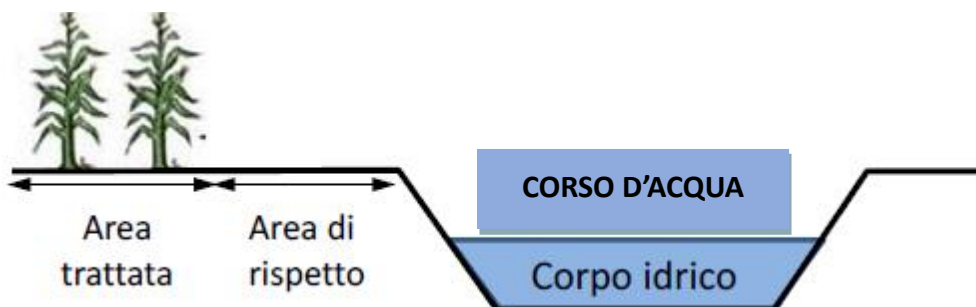 CORSO D'ACQUA
Area
trattata
Area di
rispetto
Corpo idrico